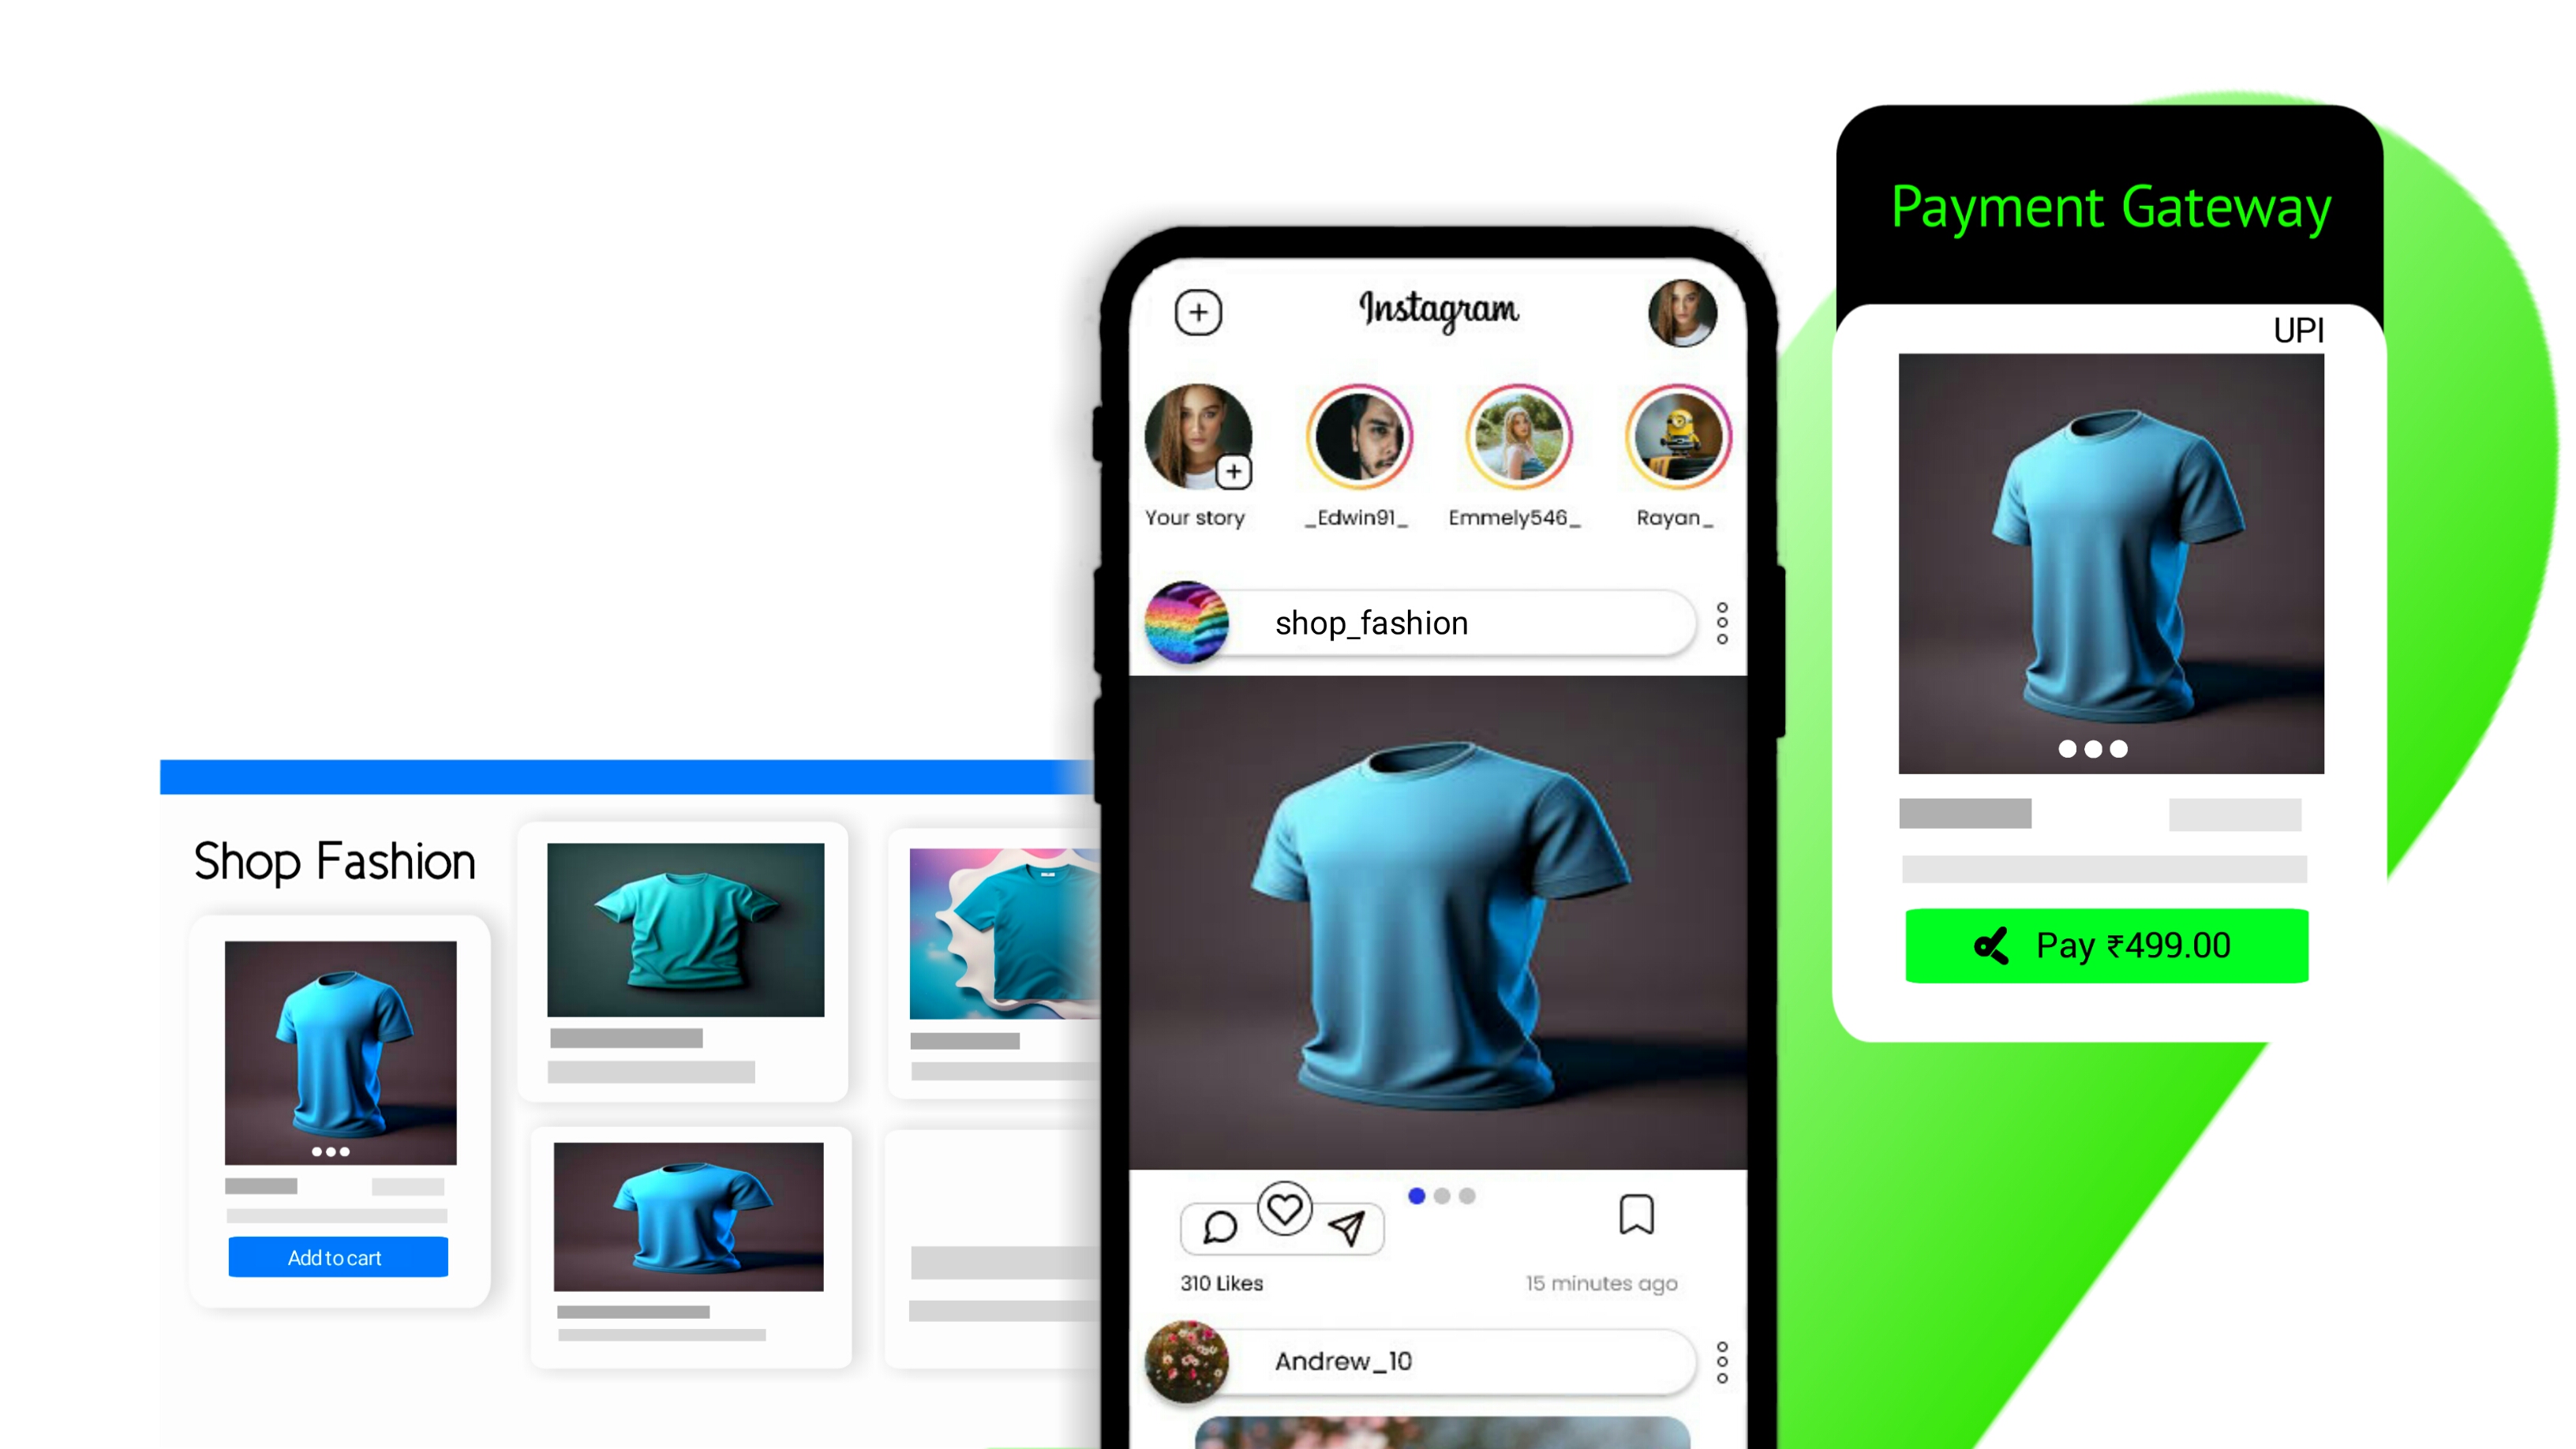 Payment Gateway
UPI
Pay ₹499.00
Instagram
Your story
_Edwin91_
Emmely546_
Rayan_
shop_fashion
310 Likes
15 minutes ago
Andrew_10
Shop Fashion
Add to cart